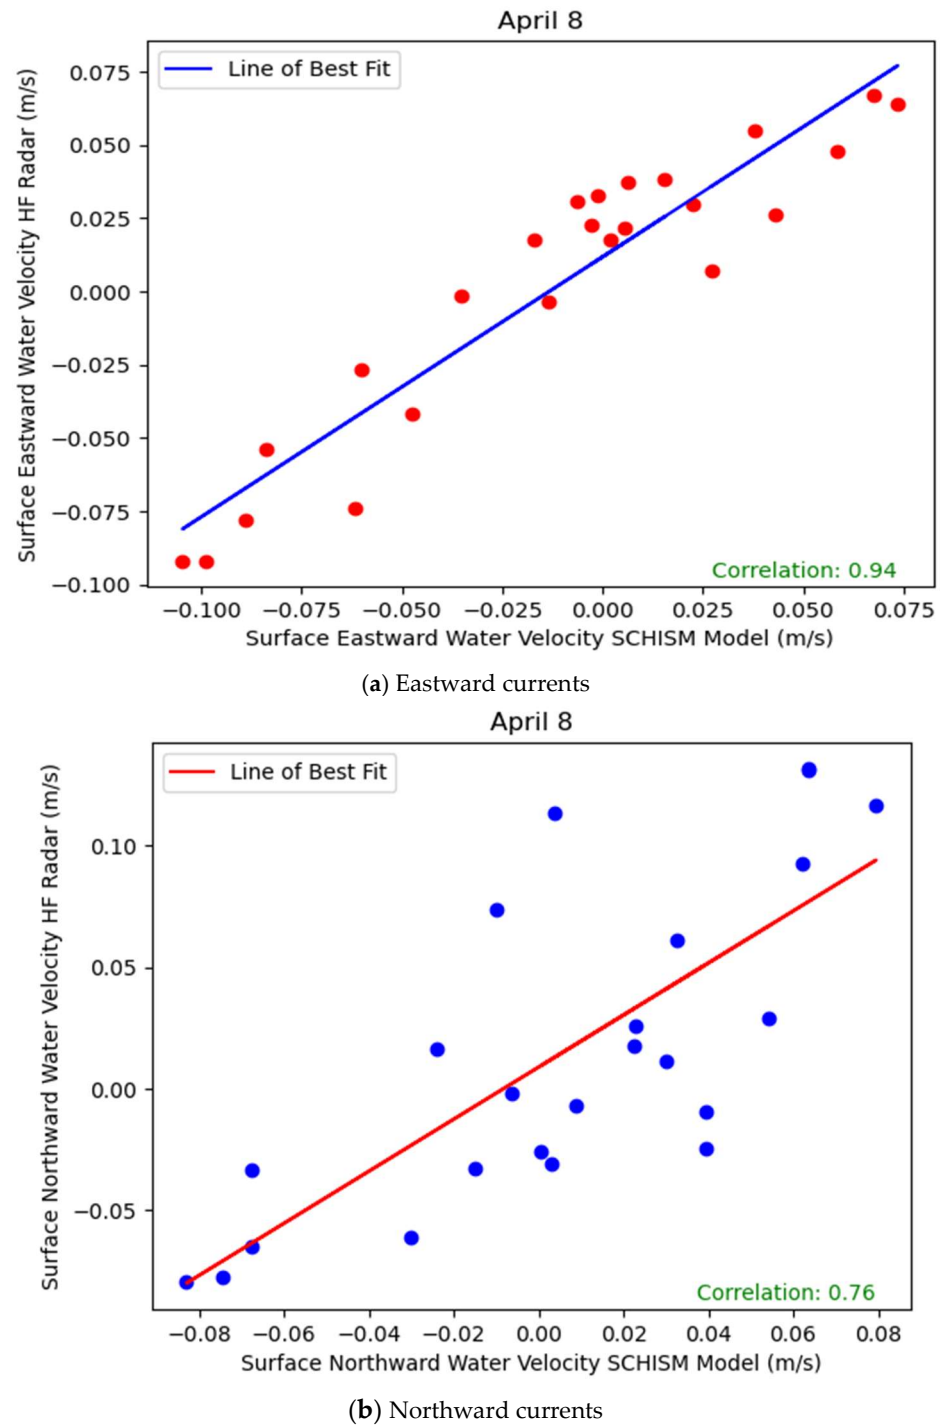 April 8
Line of Best Fit
Surface Eastward Water Velocity HF Radar (m/s)
0.075
0.050
0.025
0.000
−0.025
−0.050
−0.075
−0.100
Correlation: 0.94
−0.100 −0.075 −0.050 −0.025 0.000 0.025 0.050 0.075
Surface Eastward Water Velocity SCHISM Model (m/s)
(a) Eastward currents
April 8
Line of Best Fit
Surface Northward Water Velocity HF Radar (m/s)
0.10
0.05
0.00
−0.05
Correlation: 0.76
−0.08 −0.06 −0.04 −0.02 0.00 0.02 0.04 0.06 0.08
Surface Northward Water Velocity SCHISM Model (m/s)
(b) Northward currents